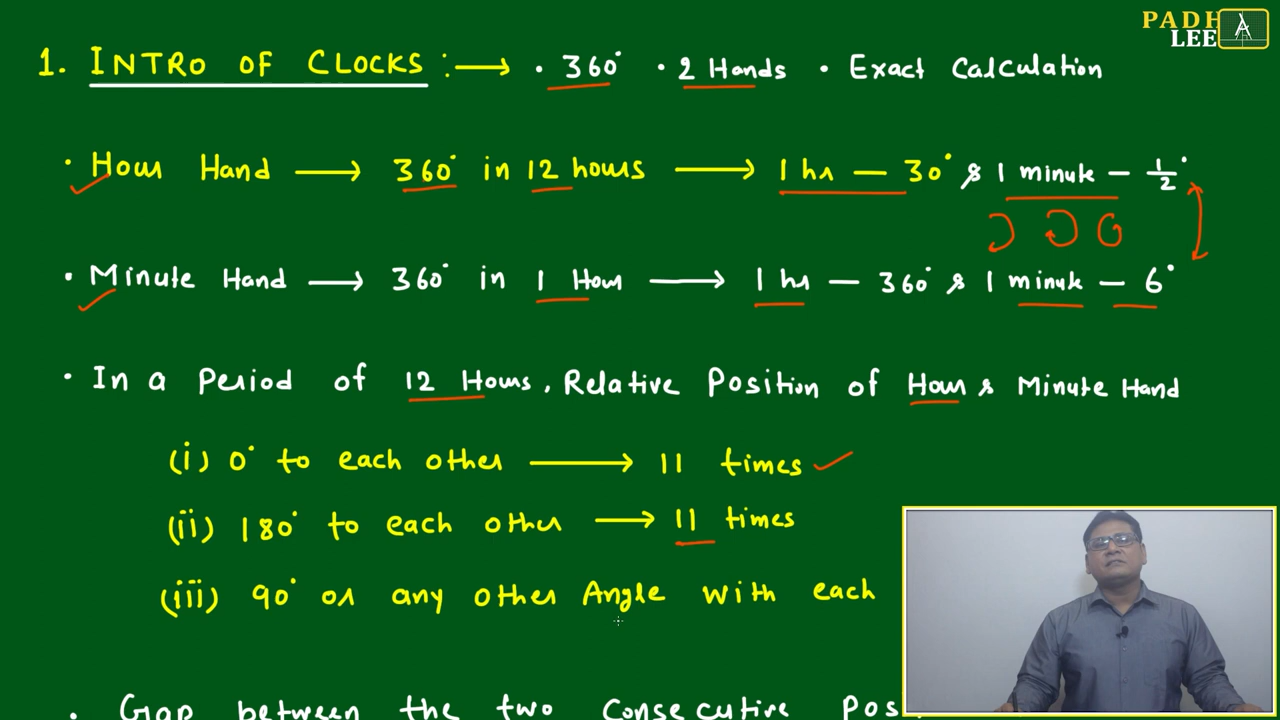 PADH
LEE
1. INTRO OF CLOCKS :→ · 360° · 2 Hands · Exact Calculation
· Hour Hand → 360° in 12 hours → 1 hr — 30° & 1 minute — 1/2°
· Minute Hand → 360° in 1 Hour → 1 hr — 360° & 1 minute — 6°
· In a Period of 12 Hours, Relative Position of Hour & Minute Hand
(i) 0° to each other → 11 times
(ii) 180° to each other → 11 times
(iii) 90° or any other Angle with each
· Gap between the two consecutive